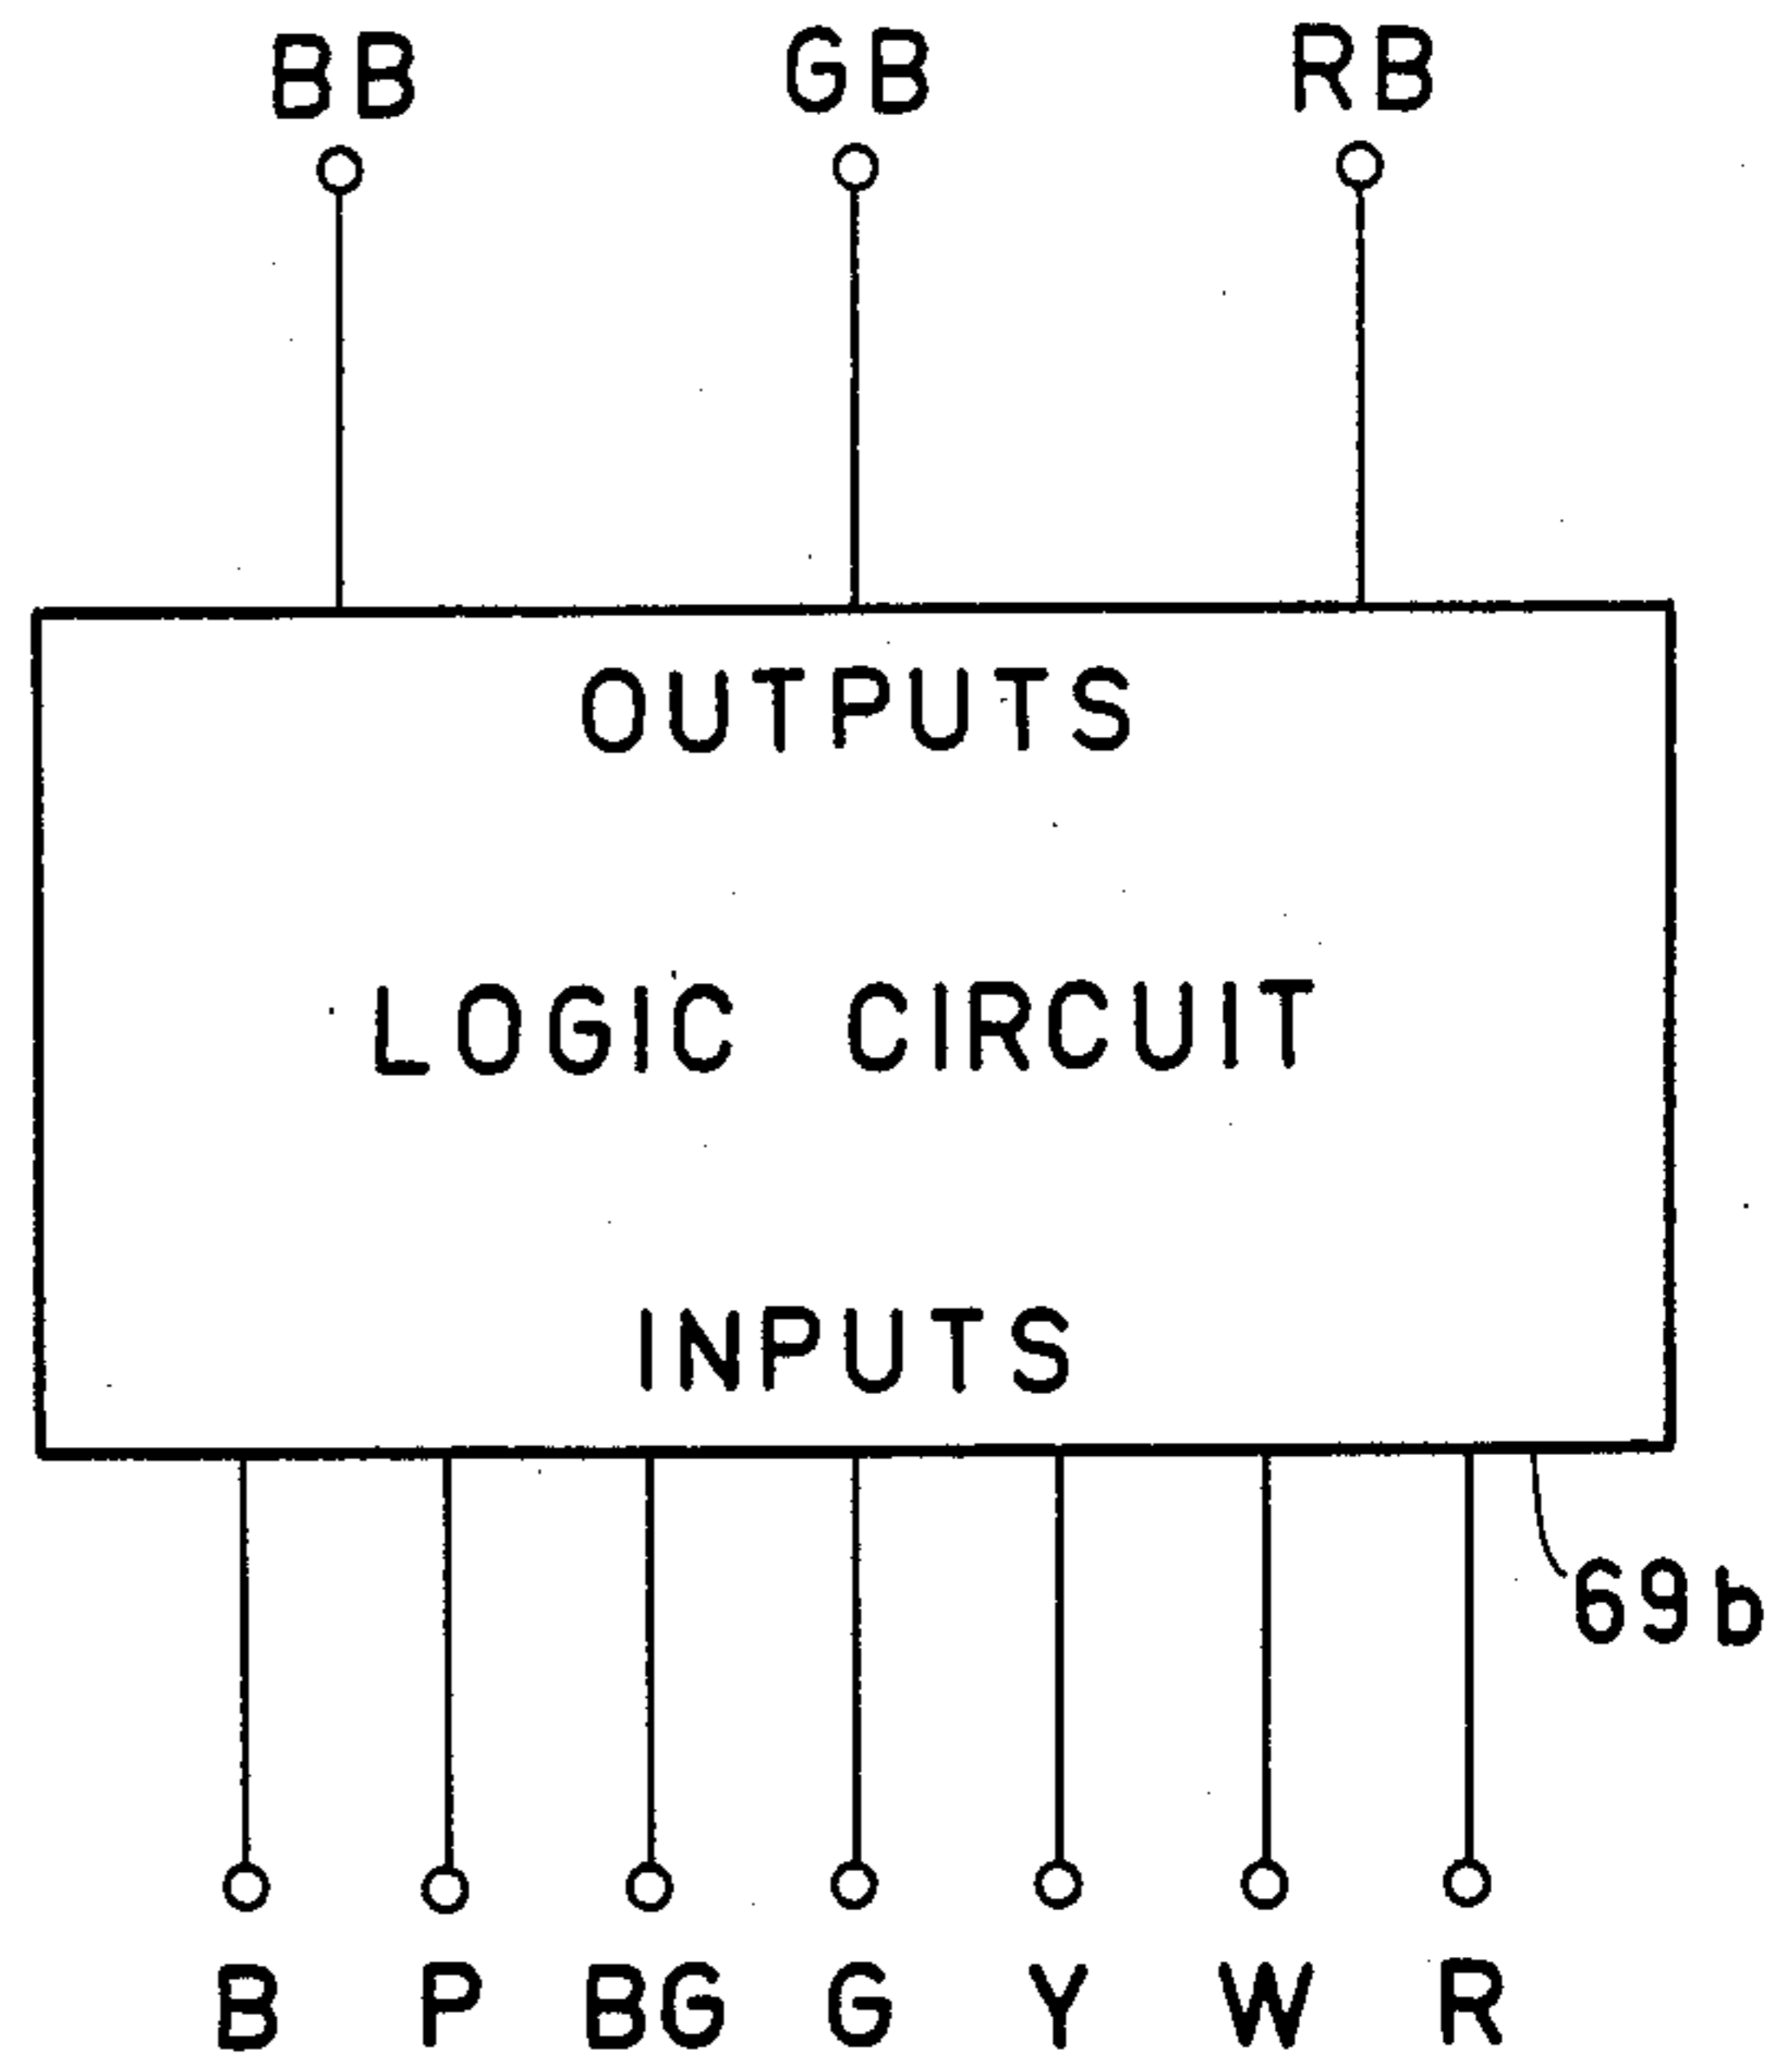 BB GB RB
OUTPUTS
LOGIC CIRCUIT
INPUTS
69b
B P BG G Y W R